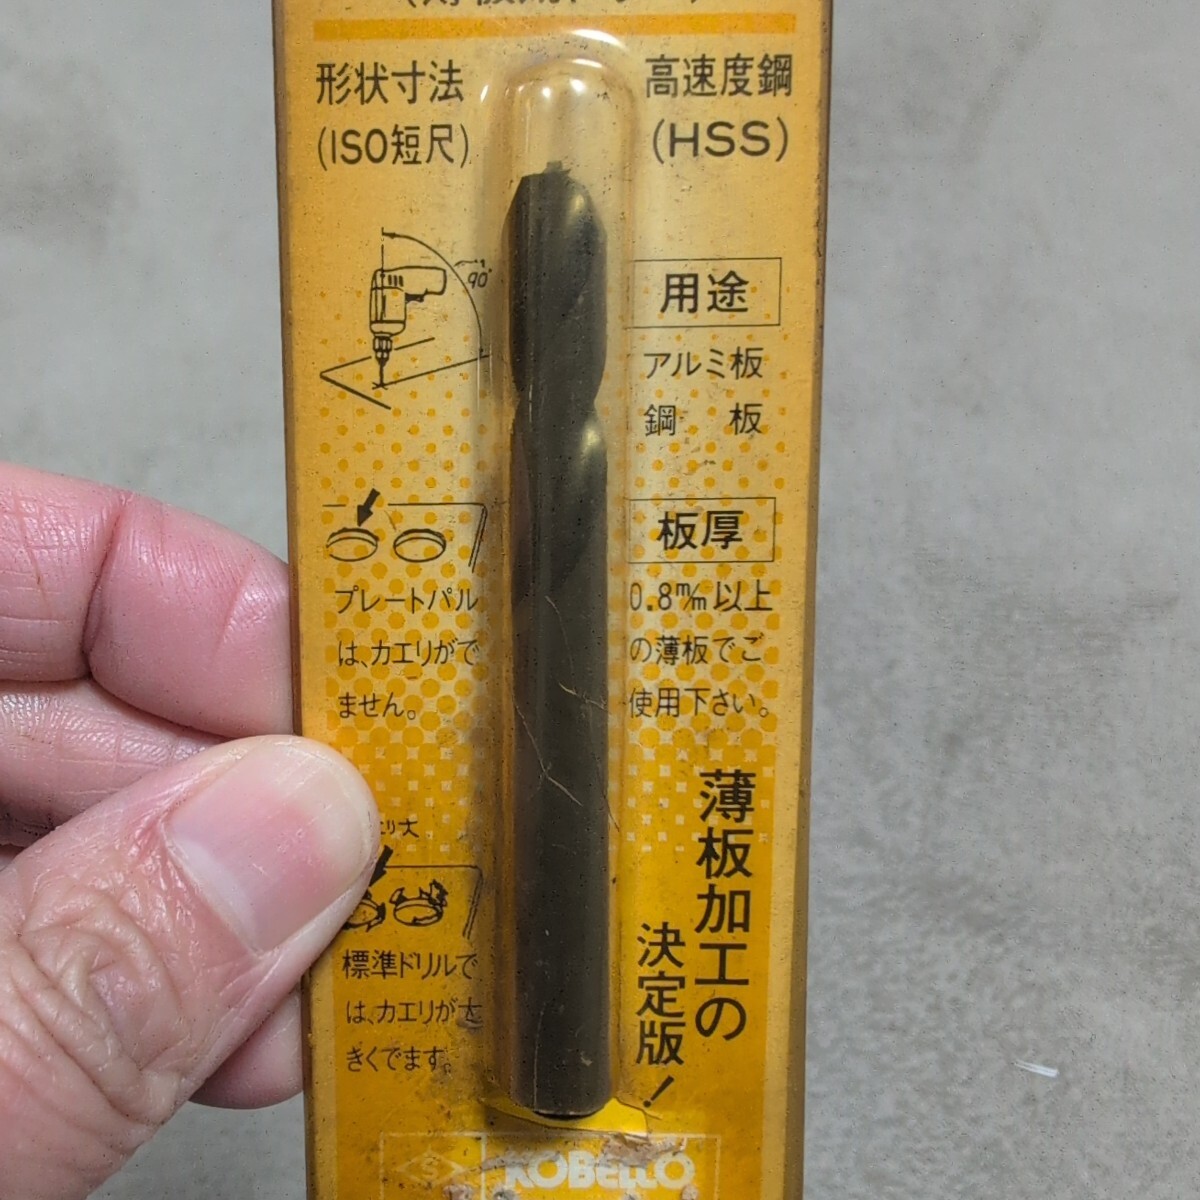 形状寸法
(ISO短尺)
高速度鋼
(HSS)
90°
用途
アルミ板
鋼 板
板厚
0.8m/m以上
の薄板でご
使用下さい。
プレートパル
は、カエリがで
ません。
薄板加工の
決定版!
標準ドリルで
は、カエリが大
きくでます。
S
KOBELLO